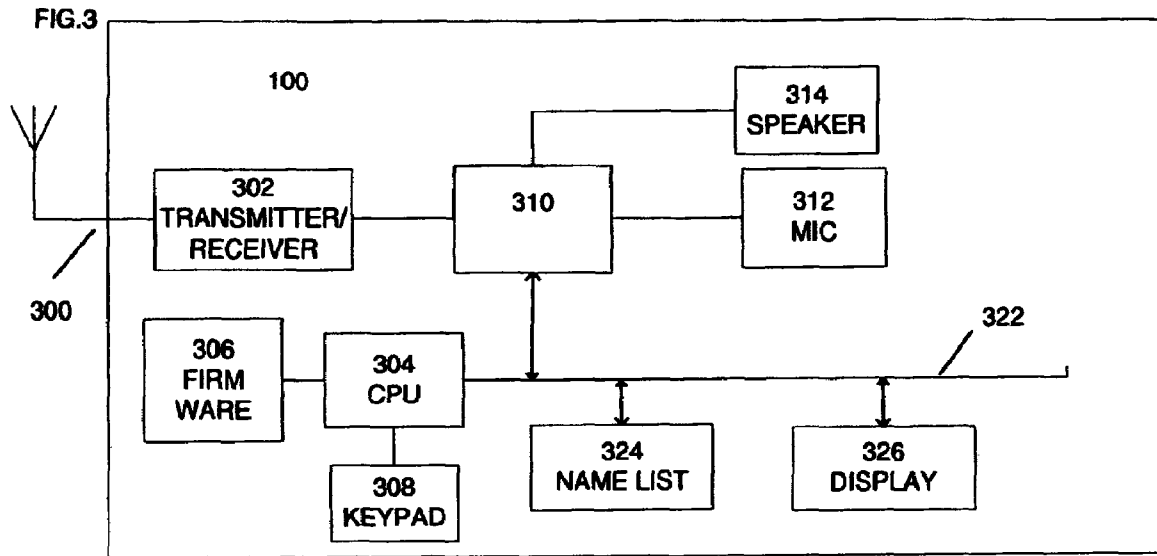 FIG.3
100
314
SPEAKER
302
TRANSMITTER/
RECEIVER
310
312
MIC
300
322
306
FIRM
WARE
304
CPU
324
NAME LIST
326
DISPLAY
308
KEYPAD